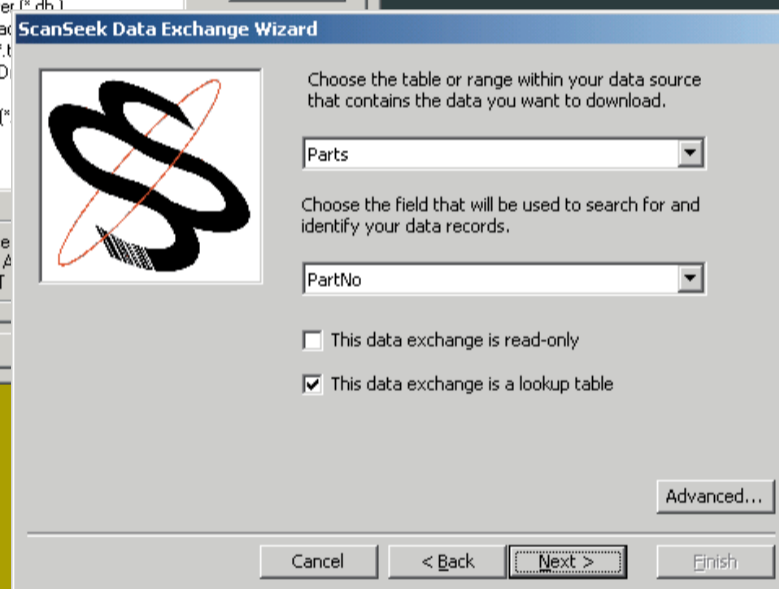 er (*.db )
ScanSeek Data Exchange Wizard
Choose the table or range within your data source
that contains the data you want to download.
Parts
Choose the field that will be used to search for and
identify your data records.
PartNo
This data exchange is read-only
This data exchange is a lookup table
Advanced...
Cancel
< Back
Next >
Finish